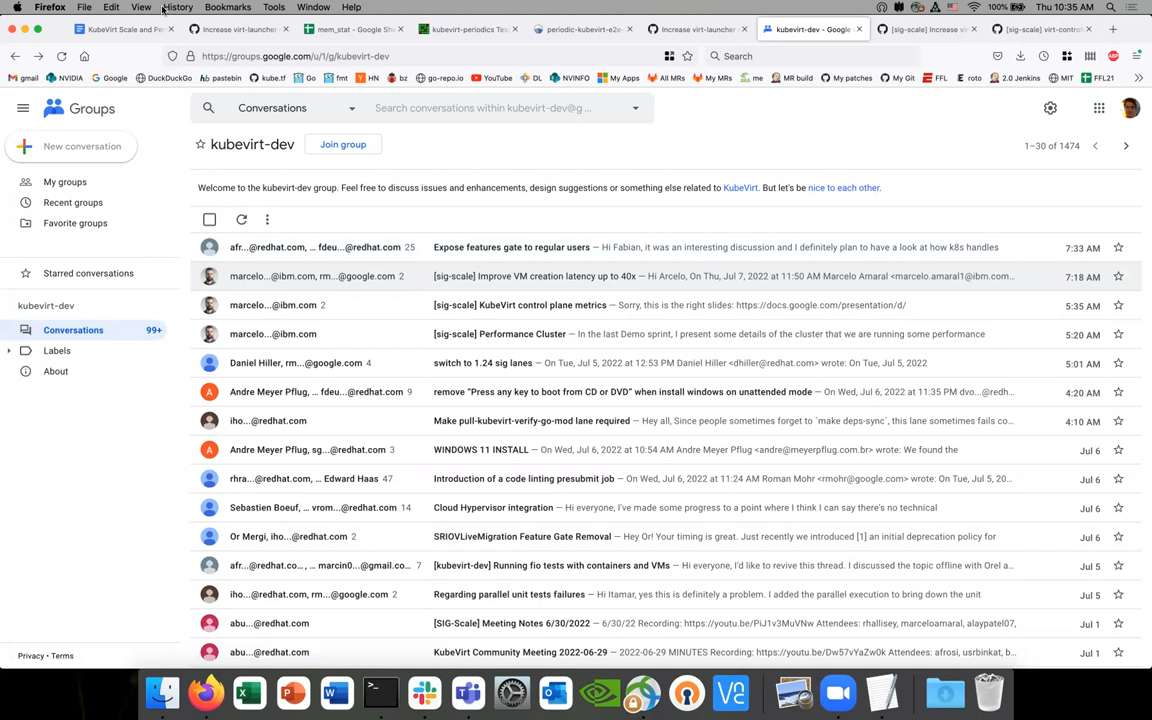 Firefox File Edit View History Bookmarks Tools Window Help 100% Thu 10:35 AM
KubeVirt Scale and Per Increase virt-launcher mem_stat - Google She kubevirt-periodics Tes periodic-kubevirt-e2e- Increase virt-launcher kubevirt-dev - Google [sig-scale] Increase vi [sig-scale] virt-control
https://groups.google.com/u/1/g/kubevirt-dev Search
gmail NVIDIA Google DuckDuckGo pastebin kube.tf Goog fmt HN bz go-repo.io YouTube DL NVINFO My Apps All MRs My MRs MR build My patches My Git FFL roto 2.0 Jenkins MIT FFL21
Groups Conversations Search conversations within kubevirt-dev@g ...
New conversation
My groups
Recent groups
Favorite groups
Starred conversations
kubevirt-dev
Conversations 99+
Labels
About
Privacy • Terms
kubevirt-dev Join group 1–30 of 1474
Welcome to the kubevirt-dev group. Feel free to discuss issues and enhancements, design suggestions or something else related to KubeVirt. But let's be nice to each other.
afr...@redhat.com, ... fdeu...@redhat.com 25 Expose features gate to regular users – Hi Fabian, it was an interesting discussion and I definitely plan to have a look at how k8s handles 7:33 AM
marcelo...@ibm.com, rm...@google.com 2 [sig-scale] Improve VM creation latency up to 40x – Hi Arcelo, On Thu, Jul 7, 2022 at 11:50 AM Marcelo Amaral <marcelo.amaral1@ibm.com... 7:18 AM
marcelo...@ibm.com 2 [sig-scale] KubeVirt control plane metrics – Sorry, this is the right slides: https://docs.google.com/presentation/d/ 5:35 AM
marcelo...@ibm.com [sig-scale] Performance Cluster – In the last Demo sprint, I present some details of the cluster that we are running some performance 5:20 AM
Daniel Hiller, rm...@google.com 4 switch to 1.24 sig lanes – On Tue, Jul 5, 2022 at 12:53 PM Daniel Hiller <dhiller@redhat.com> wrote: On Tue, Jul 5, 2022 5:01 AM
A Andre Meyer Pflug, ... fdeu...@redhat.com 9 remove "Press any key to boot from CD or DVD" when install windows on unattended mode – On Wed, Jul 6, 2022 at 11:35 PM dvo...@redh... 4:20 AM
iho...@redhat.com Make pull-kubevirt-verify-go-mod lane required – Hey all, Since people sometimes forget to `make deps-sync`, this lane sometimes fails co... 4:10 AM
A Andre Meyer Pflug, sg...@redhat.com 3 WINDOWS 11 INSTALL – On Wed, Jul 6, 2022 at 10:54 AM Andre Meyer Pflug <andre@meyerpflug.com.br> wrote: We found the Jul 6
rhra...@redhat.com, ... Edward Haas 47 Introduction of a code linting presubmit job – On Wed, Jul 6, 2022 at 11:24 AM Roman Mohr <rmohr@google.com> wrote: On Tue, Jul 5, 20... Jul 6
Sebastien Boeuf, ... vrom...@redhat.com 14 Cloud Hypervisor integration – Hi everyone, I've made some progress to a point where I think I can say there's no technical Jul 6
Or Mergi, iho...@redhat.com 2 SRIOVLiveMigration Feature Gate Removal – Hey Or! Your timing is great. Just recently we introduced [1] an initial deprecation policy for Jul 6
afr...@redhat.co..., ... marcin0...@gmail.co... 7 [kubevirt-dev] Running fio tests with containers and VMs – Hi everyone, I'd like to revive this thread. I discussed the topic offline with Orel a... Jul 5
iho...@redhat.com, rm...@google.com 2 Regarding parallel unit tests failures – Hi Itamar, yes this is definitely a problem. I added the parallel execution to bring down the unit Jul 5
abu...@redhat.com [SIG-Scale] Meeting Notes 6/30/2022 – 6/30/22 Recording: https://youtu.be/PiJ1v3MuVNw Attendees: rhallisey, marceloamaral, alaypatel07, Jul 1
abu...@redhat.com KubeVirt Community Meeting 2022-06-29 – 2022-06-29 MINUTES Recording: https://youtu.be/Dw57vYaZw0k Attendees: afrosi, usrbinkat, b... Jul 1